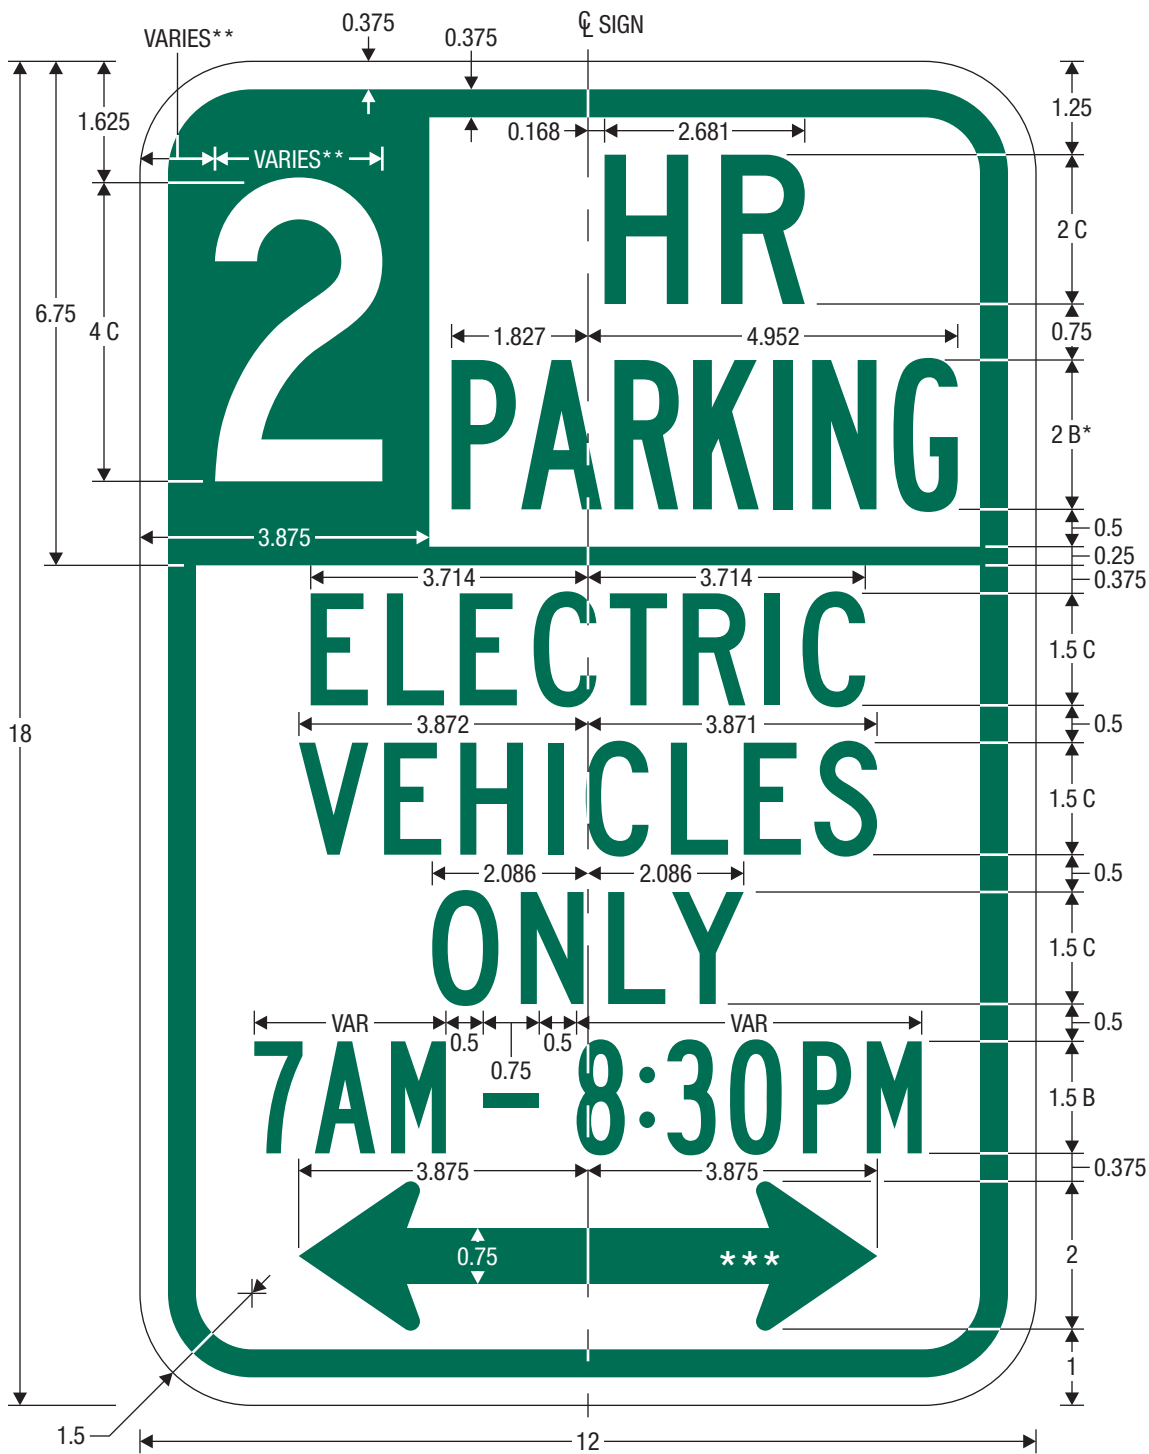 ℄ SIGN
0.375
VARIES**
0.375
1.625
1.25
0.168
2.681
VARIES**
2
HR
2 C
6.75
4 C
0.75
1.827
4.952
PARKING
2 B*
3.875
0.5
0.25
0.375
3.714
3.714
ELECTRIC
1.5 C
18
3.872
3.871
0.5
VEHICLES
1.5 C
2.086
2.086
0.5
ONLY
1.5 C
VAR
0.5
0.75
0.5
VAR
0.5
7AM – 8:30PM
1.5 B
3.875
3.875
0.375
0.75
***
2
1
1.5
12